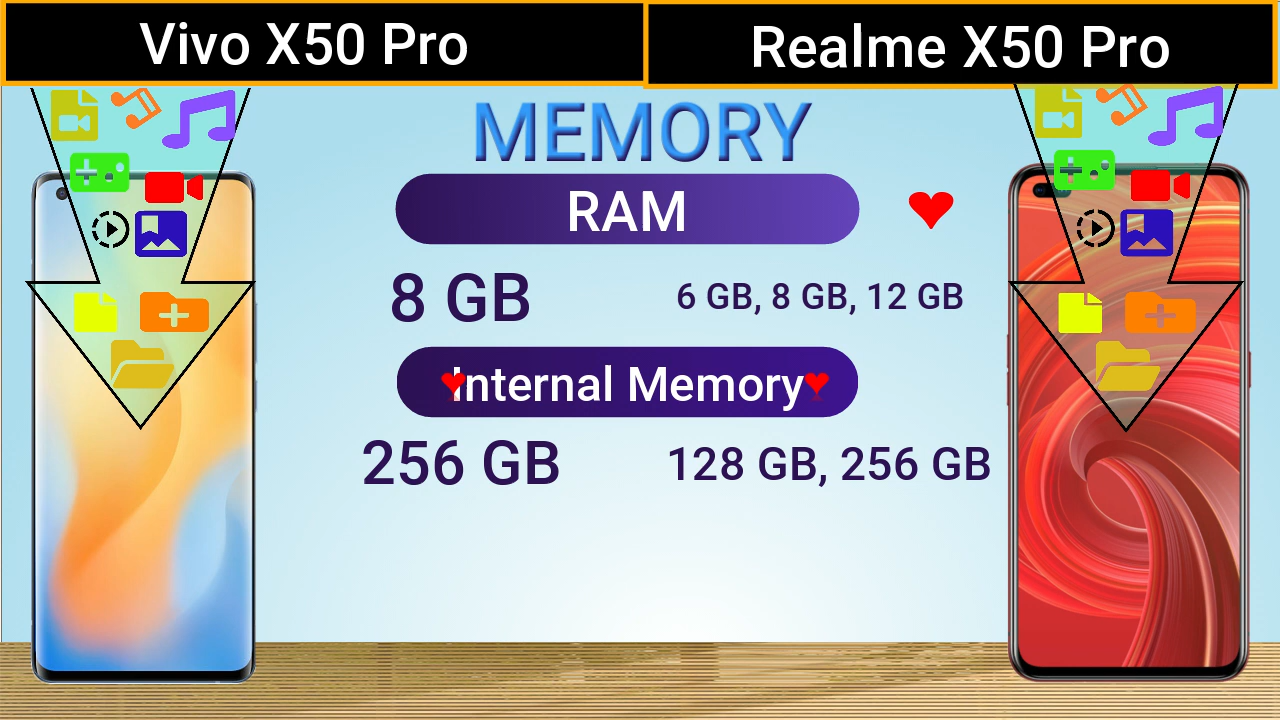 Vivo X50 Pro
Realme X50 Pro
MEMORY
RAM
8 GB
6 GB, 8 GB, 12 GB
Internal Memory
256 GB
128 GB, 256 GB